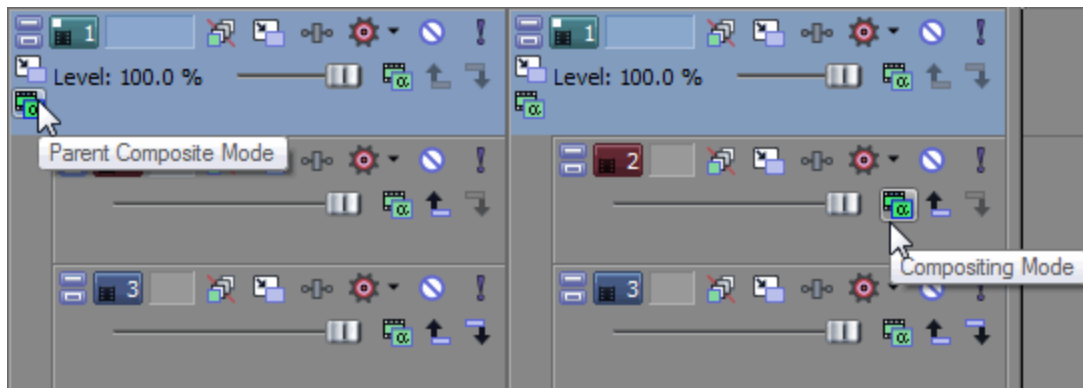 1
1
Level: 100.0 %
Level: 100.0 %
Parent Composite Mode
2
Compositing Mode
3
3